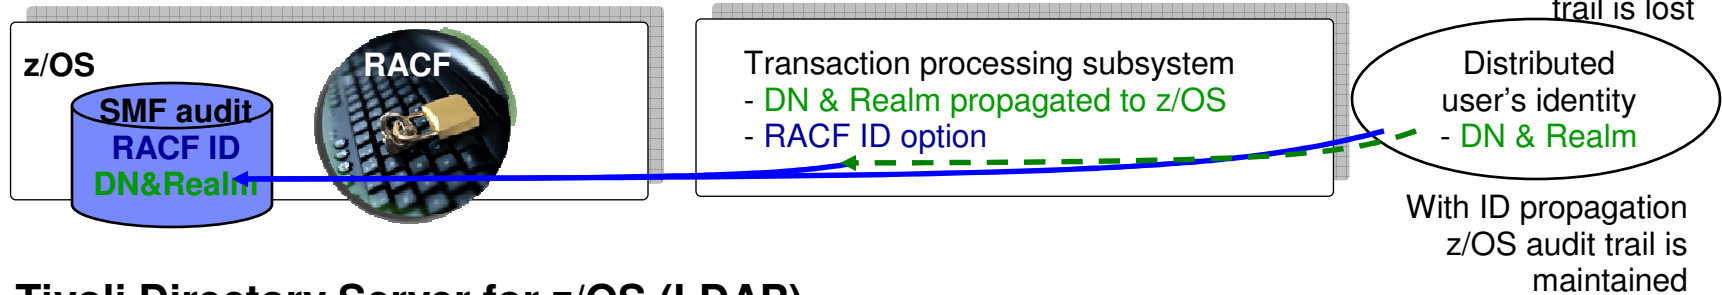 trail is lost
z/OS
RACF
SMF audit
RACF ID
DN&Realm
Transaction processing subsystem
- DN & Realm propagated to z/OS
- RACF ID option
Distributed
user's identity
- DN & Realm
With ID propagation
z/OS audit trail is
maintained
Tivoli Directory Server for z/OS (LDAP)